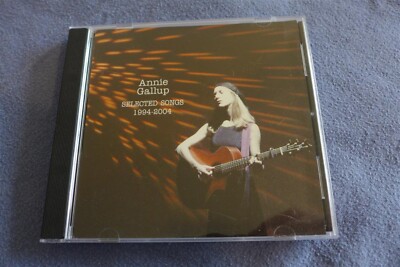 Annie
Gallup
SELECTED SONGS
1994-2004